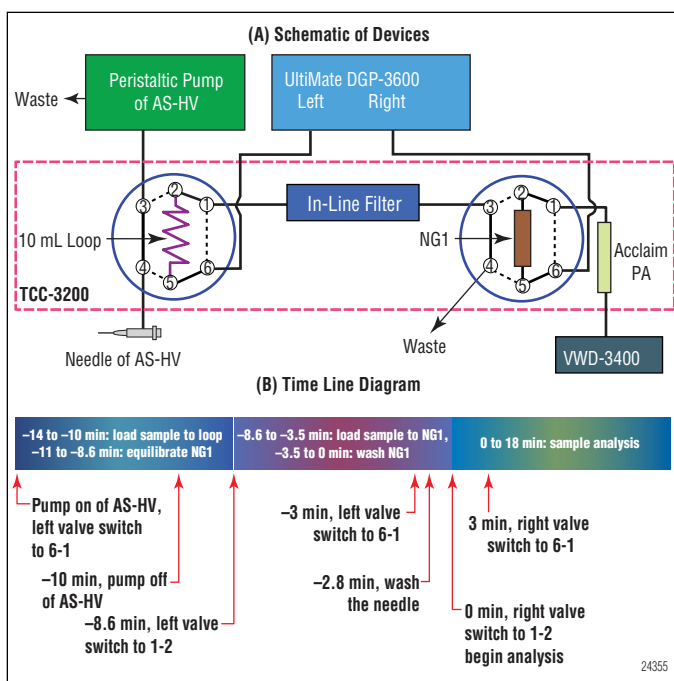 (A) Schematic of Devices
Peristaltic Pump
of AS-HV
UltiMate DGP-3600
Left Right
Waste
3
2
1
4
5
6
In-Line Filter
3
2
1
4
5
6
10 mL Loop
NG1
Acclaim
PA
TCC-3200
Needle of AS-HV
Waste
VWD-3400
(B) Time Line Diagram
–14 to –10 min: load sample to loop
–11 to –8.6 min: equilibrate NG1
–8.6 to –3.5 min: load sample to NG1,
–3.5 to 0 min: wash NG1
0 to 18 min: sample analysis
Pump on of AS-HV,
left valve switch
to 6-1
–10 min, pump off
of AS-HV
–8.6 min, left valve
switch to 1-2
–3 min, left valve
switch to 6-1
–2.8 min, wash
the needle
3 min, right valve
switch to 6-1
0 min, right valve
switch to 1-2
begin analysis
24355